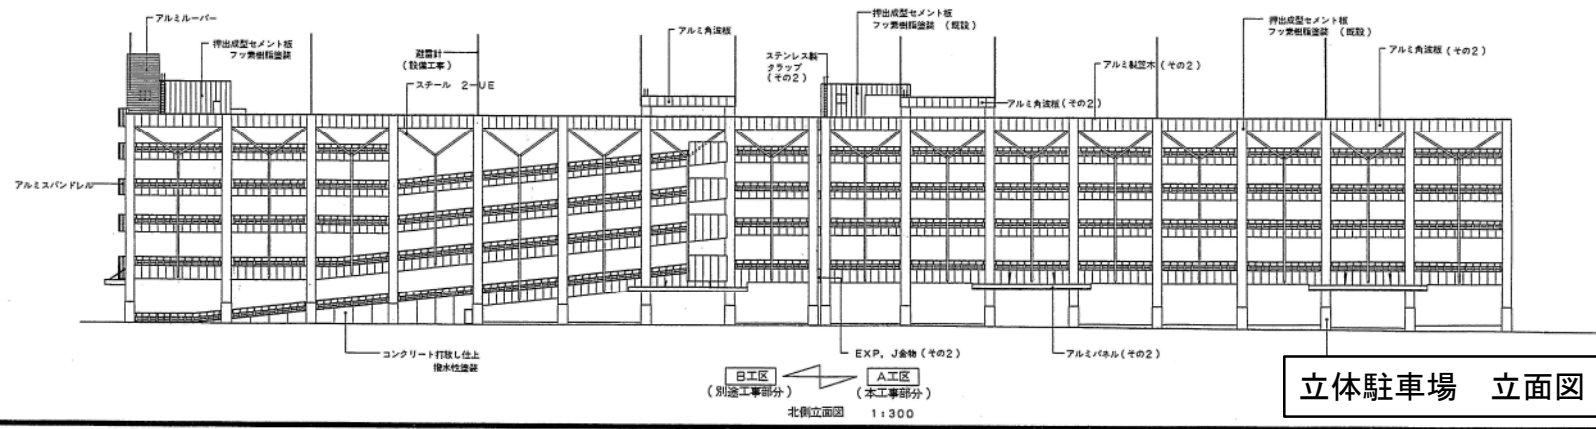 アルミルーバー
押出成型セメント板
フッ素樹脂塗装
避雷針
(設備工事)
スチール 2-UE
アルミ角波板
ステンレス製
タラップ
(その2)
押出成型セメント板
フッ素樹脂塗装 (既設)
アルミ角波板(その2)
アルミ製笠木(その2)
押出成型セメント板
フッ素樹脂塗装 (既設)
アルミ角波板(その2)
アルミスパンドレル
コンクリート打放し仕上
撥水性塗装
EXP, J金物(その2)
アルミパネル(その2)
B工区
(別途工事部分)
A工区
(本工事部分)
北側立面図 1:300
立体駐車場 立面図